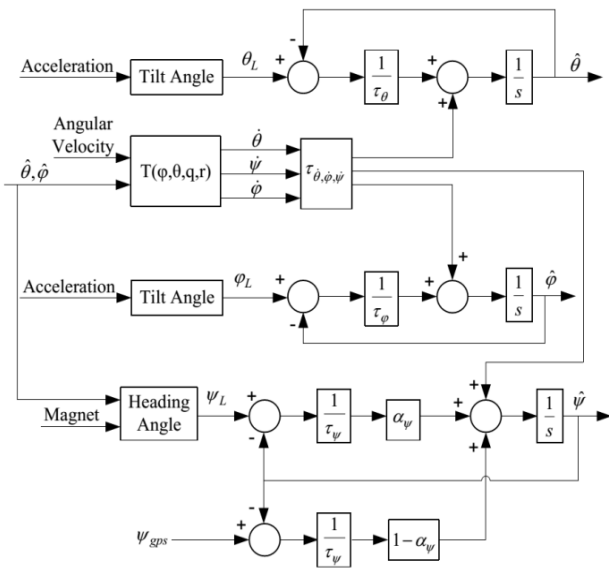 Acceleration Tilt Angle θ_L + - 1/τ_θ + + 1/s θ̂
Angular Velocity
θ̂, φ̂ T(φ,θ,q,r) θ̇ ψ̇ φ̇ τ_θ̇,φ̇,ψ̇
Acceleration Tilt Angle φ_L + - 1/τ_φ + + 1/s φ̂
Magnet Heading Angle ψ_L + - 1/τ_ψ α_ψ + + + 1/s ψ̂
ψ_gps + - 1/τ_ψ 1-α_ψ